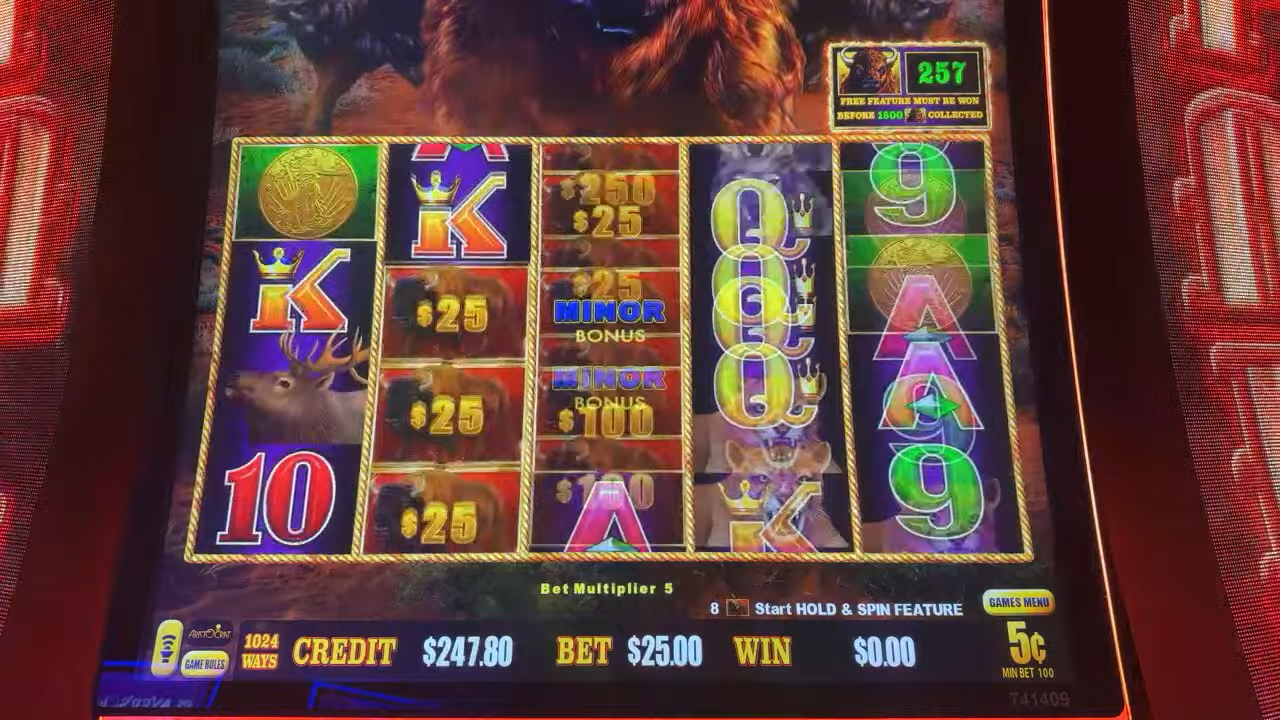 257
FREE FEATURE MUST BE WON
BEFORE 1800 COLLECTED
9
K
$250
$25
Q
K
$25
$25
MINOR
BONUS
Q
A
$25
MINOR
BONUS
$100
Q
A
10
$25
A
K
9
Bet Multiplier 5
8 Start HOLD & SPIN FEATURE
GAMES MENU
ARISTOCRAT
GAME RULES
1024
WAYS
CREDIT $247.80 BET $25.00 WIN $0.00
5¢
MIN BET 100
741409